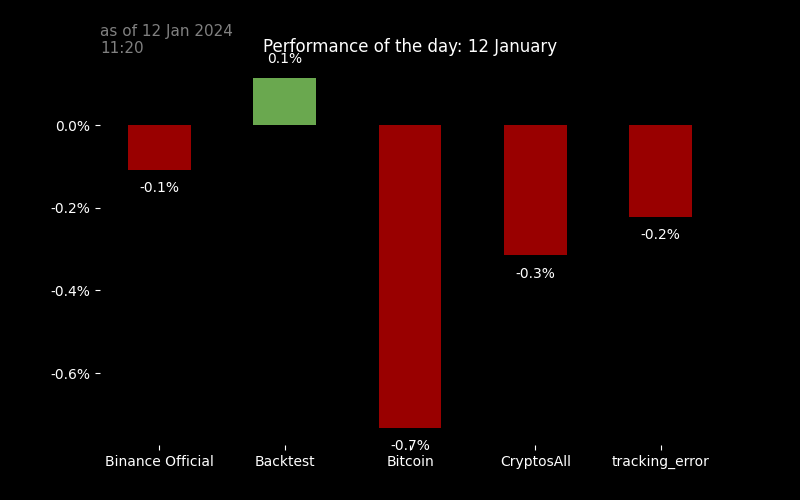 as of 12 Jan 2024
11:20
Performance of the day: 12 January
0.1%
0.0%
-0.1%
-0.2%
-0.2%
-0.3%
-0.4%
-0.6%
-0.7%
Binance Official
Backtest
Bitcoin
CryptosAll
tracking_error